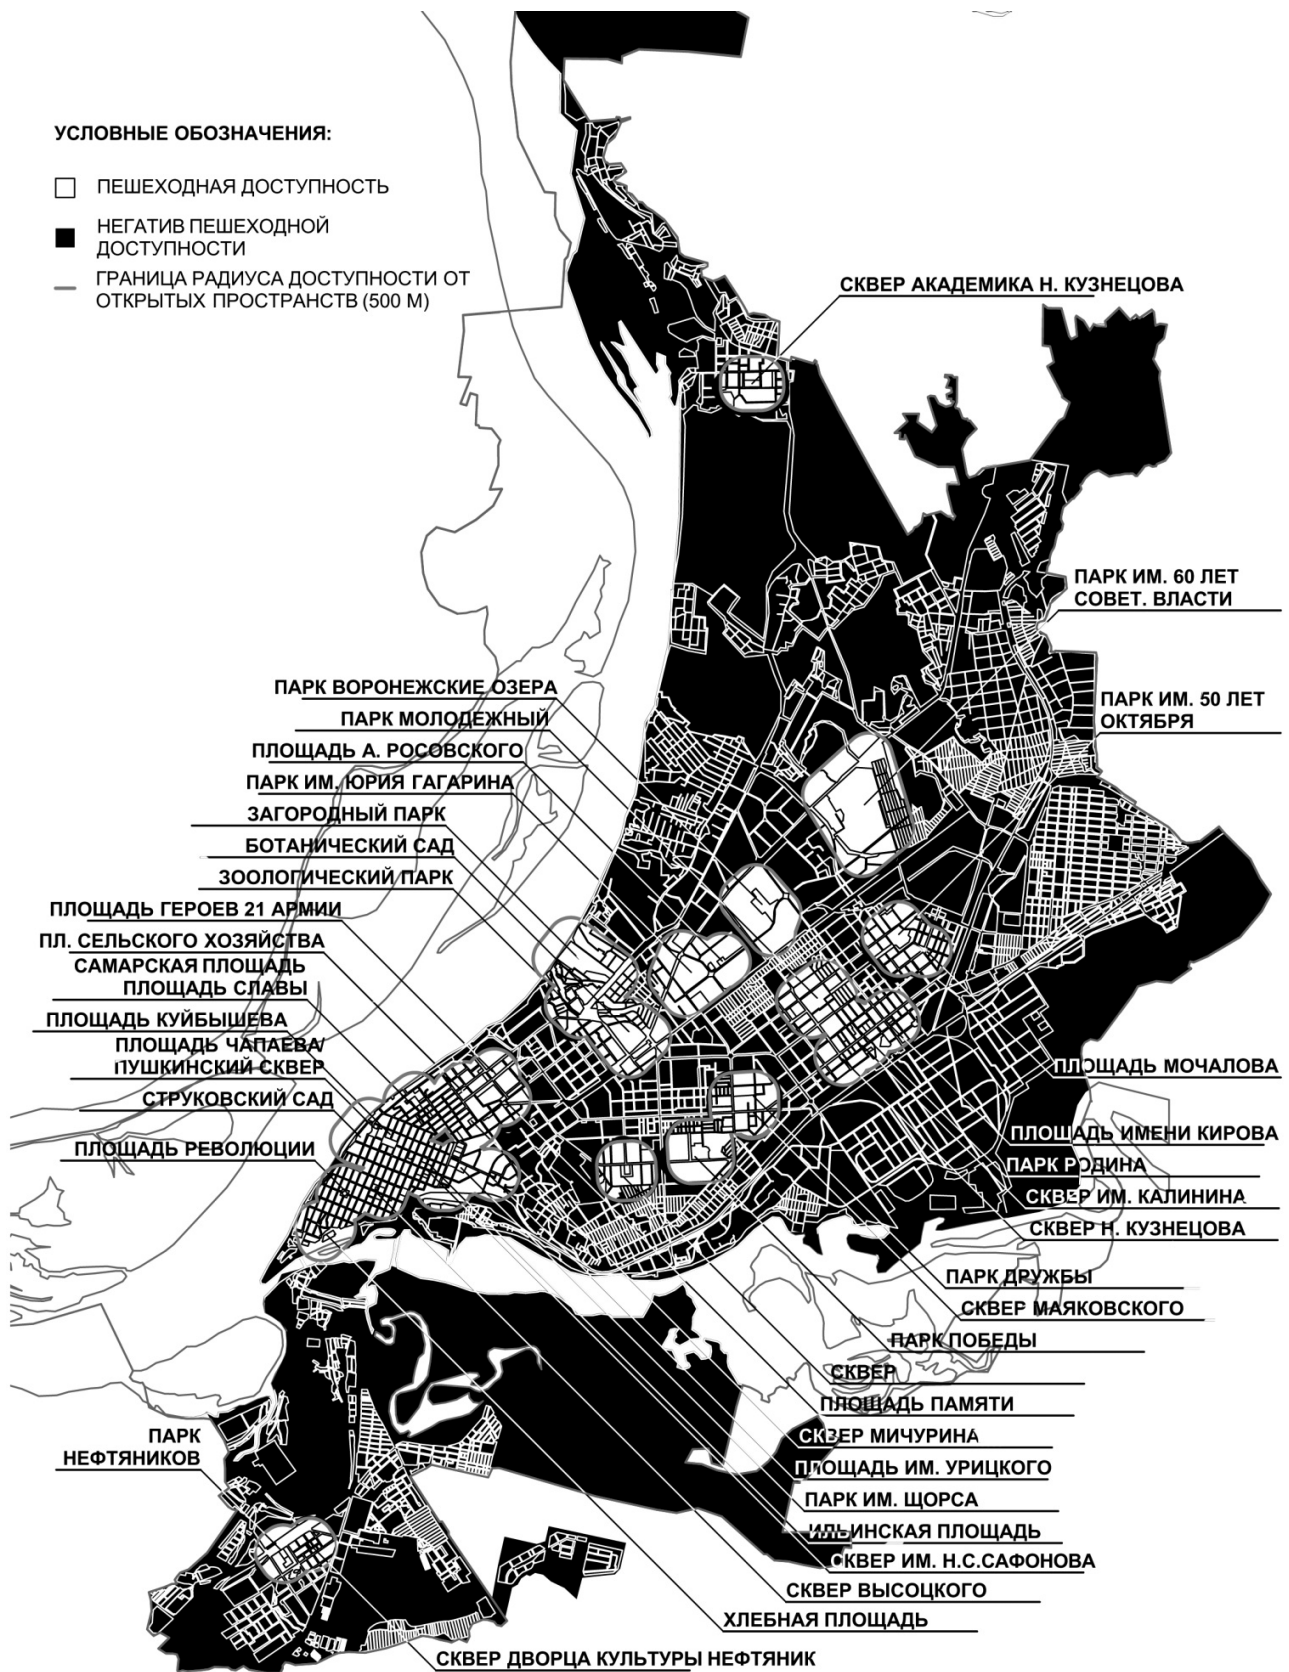 УСЛОВНЫЕ ОБОЗНАЧЕНИЯ:
ПЕШЕХОДНАЯ ДОСТУПНОСТЬ
НЕГАТИВ ПЕШЕХОДНОЙ
ДОСТУПНОСТИ
ГРАНИЦА РАДИУСА ДОСТУПНОСТИ ОТ
ОТКРЫТЫХ ПРОСТРАНСТВ (500 М)
СКВЕР АКАДЕМИКА Н. КУЗНЕЦОВА
ПАРК ИМ. 60 ЛЕТ
СОВЕТ. ВЛАСТИ
ПАРК ИМ. 50 ЛЕТ
ОКТЯБРЯ
ПАРК ВОРОНЕЖСКИЕ ОЗЕРА
ПАРК МОЛОДЕЖНЫЙ
ПЛОЩАДЬ А. РОСОВСКОГО
ПАРК ИМ. ЮРИЯ ГАГАРИНА
ЗАГОРОДНЫЙ ПАРК
БОТАНИЧЕСКИЙ САД
ЗООЛОГИЧЕСКИЙ ПАРК
ПЛОЩАДЬ ГЕРОЕВ 21 АРМИИ
ПЛ. СЕЛЬСКОГО ХОЗЯЙСТВА
САМАРСКАЯ ПЛОЩАДЬ
ПЛОЩАДЬ СЛАВЫ
ПЛОЩАДЬ КУЙБЫШЕВА
ПЛОЩАДЬ ЧАПАЕВА/
ПУШКИНСКИЙ СКВЕР
СТРУКОВСКИЙ САД
ПЛОЩАДЬ РЕВОЛЮЦИИ
ПЛОЩАДЬ МОЧАЛОВА
ПЛОЩАДЬ ИМЕНИ КИРОВА
ПАРК РОДИНА
СКВЕР ИМ. КАЛИНИНА
СКВЕР Н. КУЗНЕЦОВА
ПАРК ДРУЖБЫ
СКВЕР МАЯКОВСКОГО
ПАРК ПОБЕДЫ
СКВЕР
ПЛОЩАДЬ ПАМЯТИ
СКВЕР МИЧУРИНА
ПЛОЩАДЬ ИМ. УРИЦКОГО
ПАРК ИМ. ЩОРСА
ИЛЬИНСКАЯ ПЛОЩАДЬ
СКВЕР ИМ. Н.С.САФОНОВА
СКВЕР ВЫСОЦКОГО
ХЛЕБНАЯ ПЛОЩАДЬ
ПАРК
НЕФТЯНИКОВ
СКВЕР ДВОРЦА КУЛЬТУРЫ НЕФТЯНИК